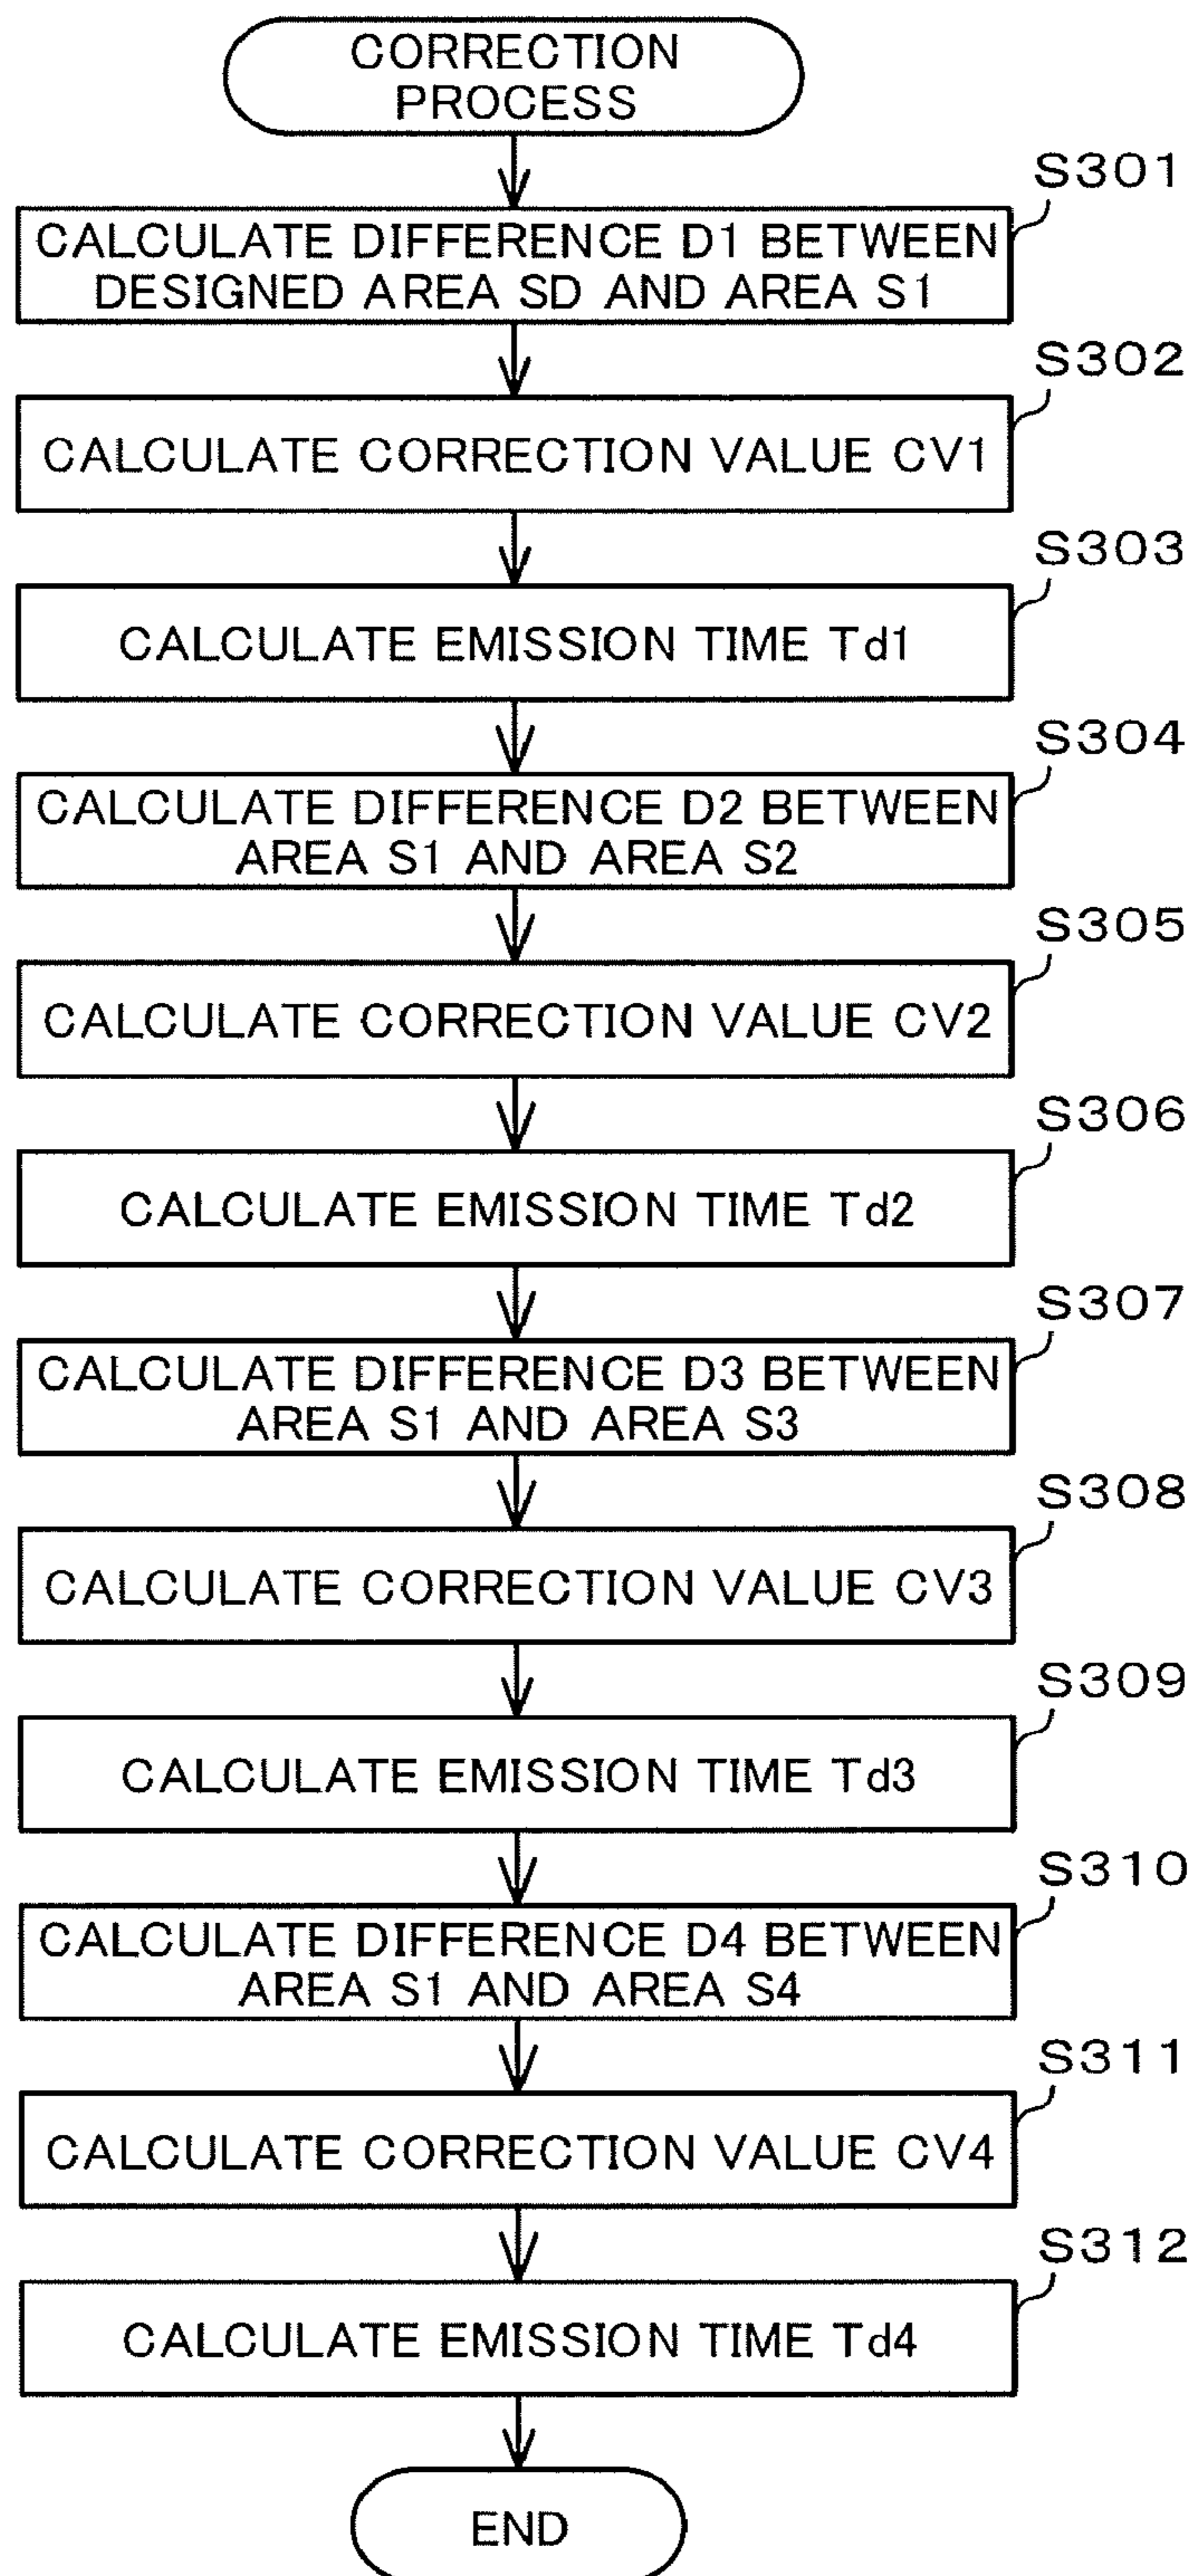 CORRECTION
PROCESS
S301
CALCULATE DIFFERENCE D1 BETWEEN
DESIGNED AREA SD AND AREA S1
S302
CALCULATE CORRECTION VALUE CV1
S303
CALCULATE EMISSION TIME Td1
S304
CALCULATE DIFFERENCE D2 BETWEEN
AREA S1 AND AREA S2
S305
CALCULATE CORRECTION VALUE CV2
S306
CALCULATE EMISSION TIME Td2
S307
CALCULATE DIFFERENCE D3 BETWEEN
AREA S1 AND AREA S3
S308
CALCULATE CORRECTION VALUE CV3
S309
CALCULATE EMISSION TIME Td3
S310
CALCULATE DIFFERENCE D4 BETWEEN
AREA S1 AND AREA S4
S311
CALCULATE CORRECTION VALUE CV4
S312
CALCULATE EMISSION TIME Td4
END